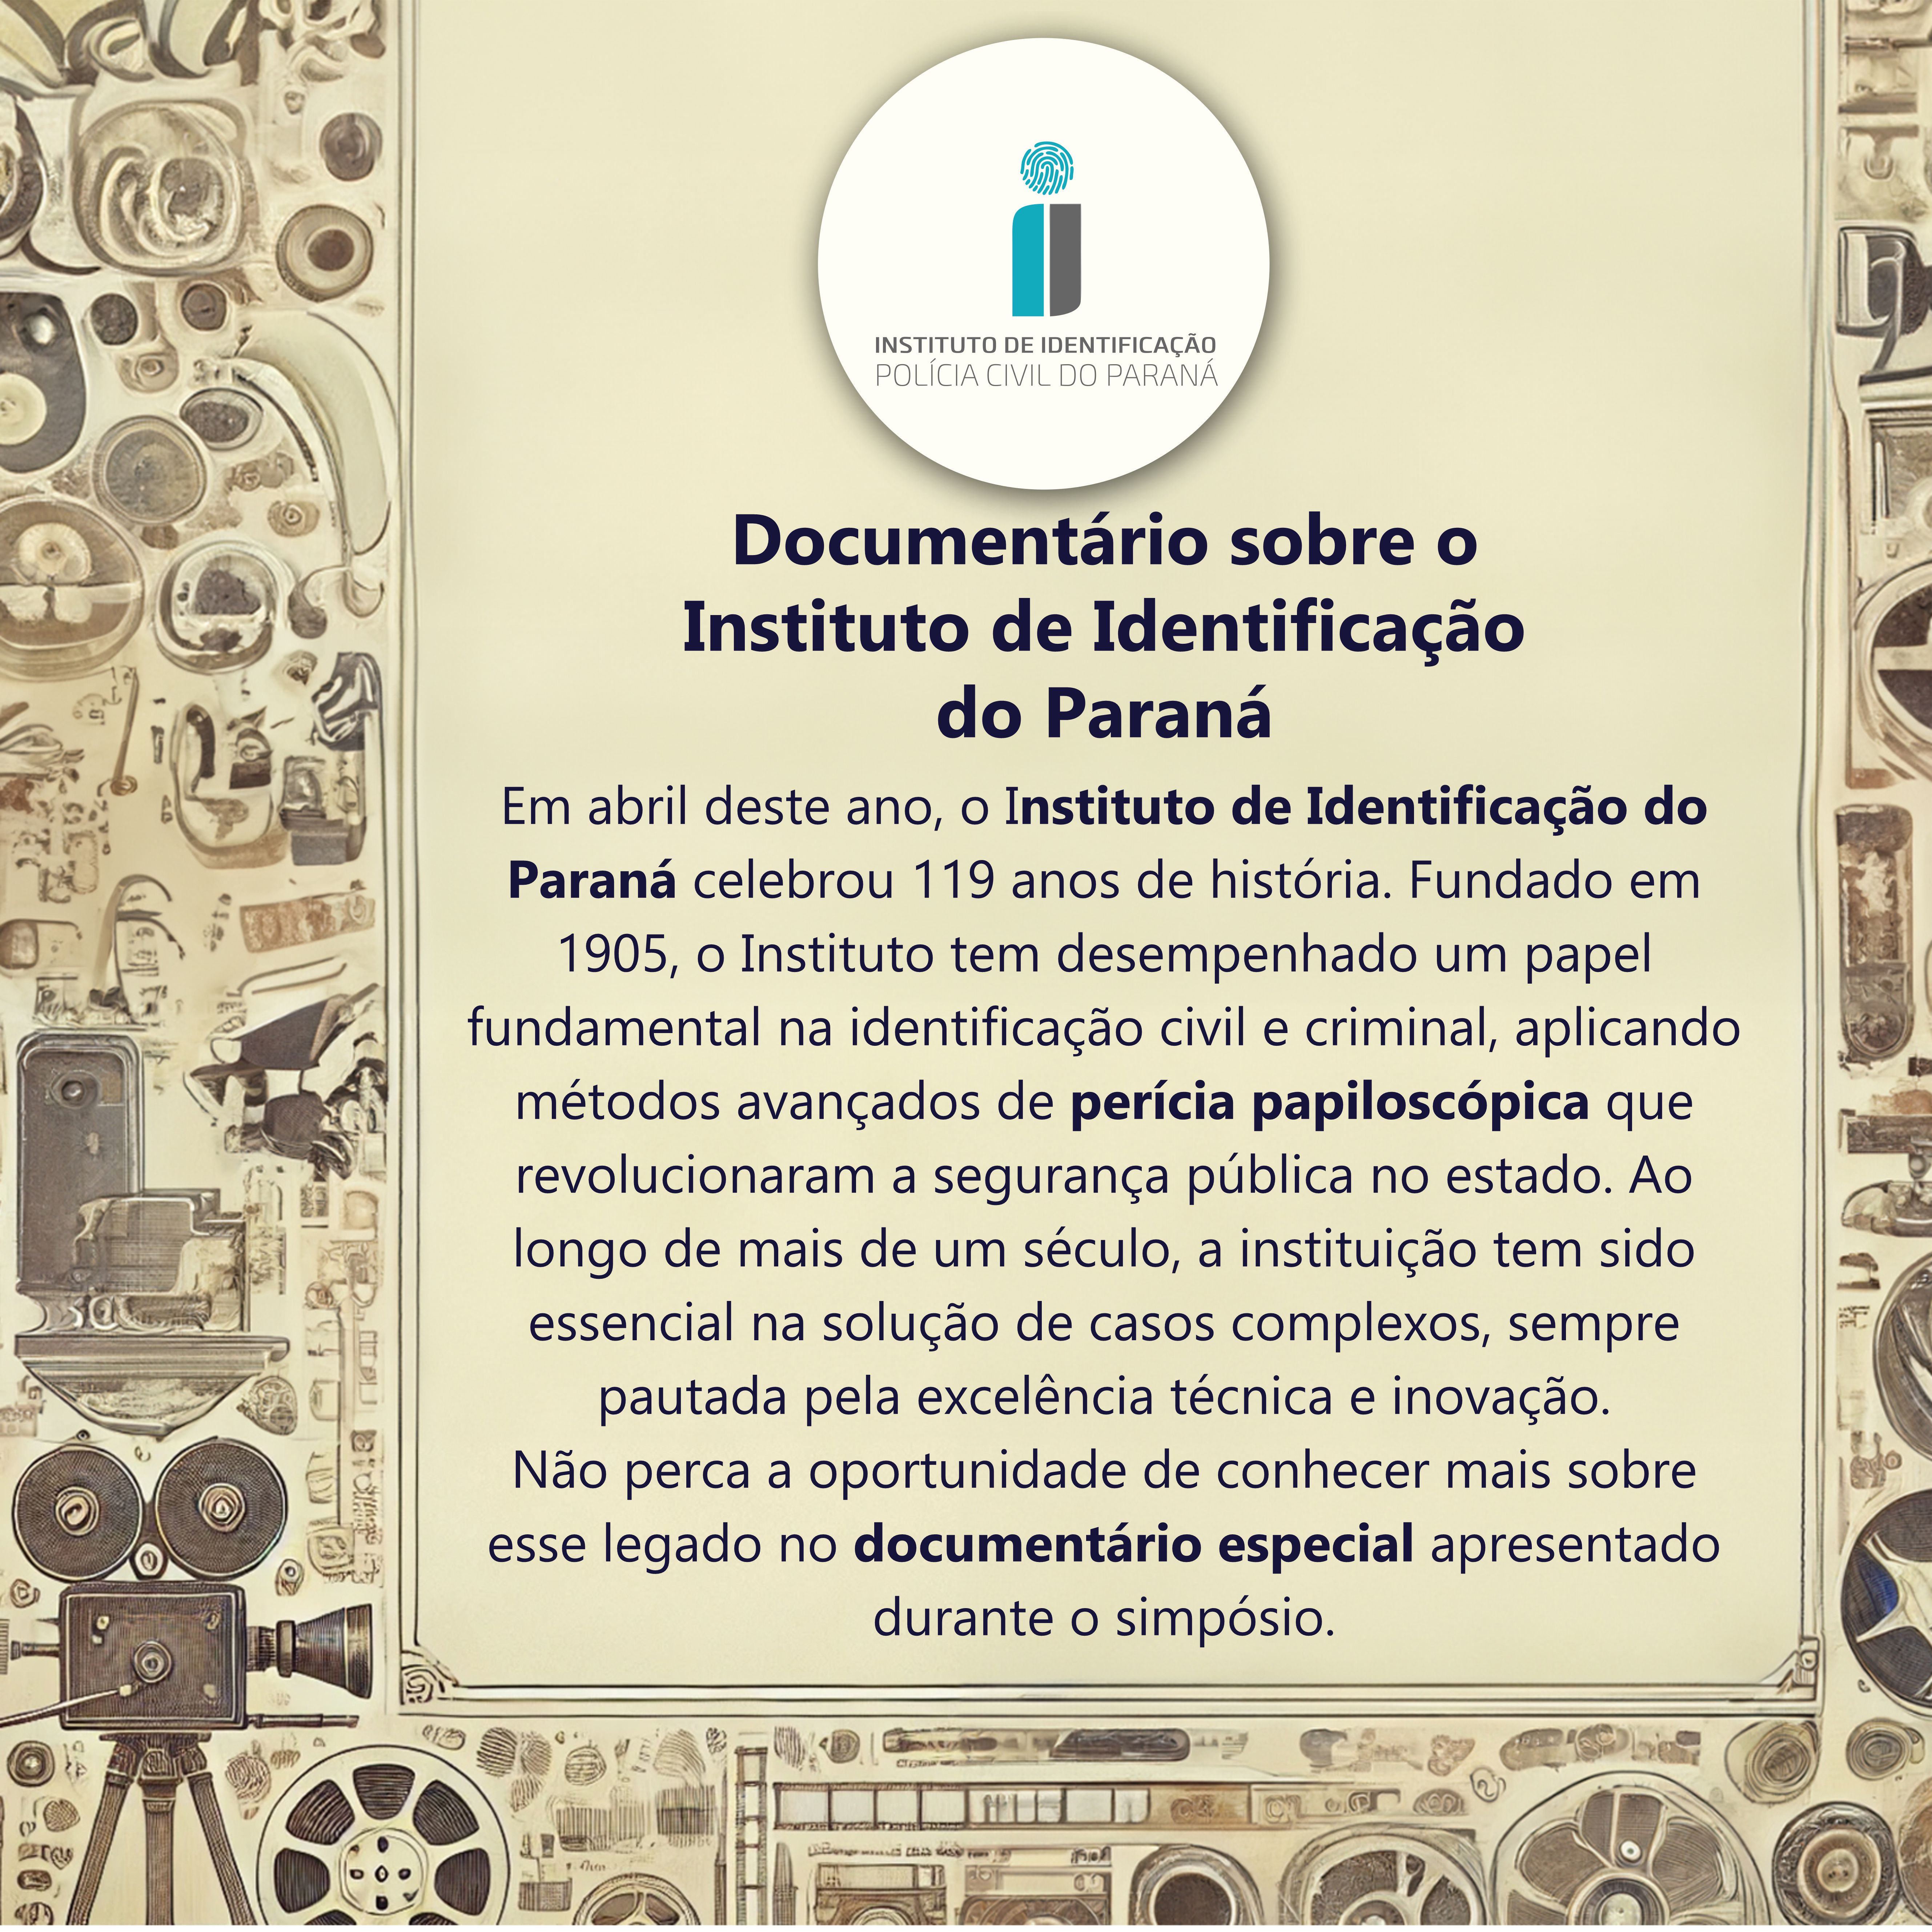 INSTITUTO DE IDENTIFICAÇÃO
POLÍCIA CIVIL DO PARANÁ
Documentário sobre o
Instituto de Identificação
do Paraná
Em abril deste ano, o Instituto de Identificação do
Paraná celebrou 119 anos de história. Fundado em
1905, o Instituto tem desempenhado um papel
fundamental na identificação civil e criminal, aplicando
métodos avançados de perícia papiloscópica que
revolucionaram a segurança pública no estado. Ao
longo de mais de um século, a instituição tem sido
essencial na solução de casos complexos, sempre
pautada pela excelência técnica e inovação.
Não perca a oportunidade de conhecer mais sobre
esse legado no documentário especial apresentado
durante o simpósio.